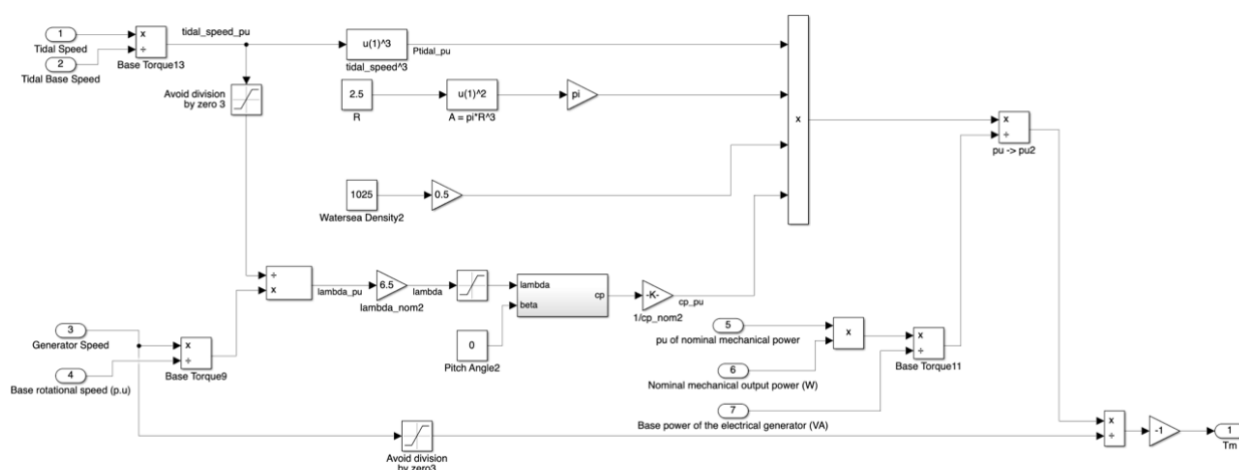 1
x
÷
Tidal Speed
2
Tidal Base Speed
Base Torque13
tidal_speed_pu
u(1)^3
tidal_speed^3
Ptidal_pu
Avoid division
by zero 3
2.5
R
u(1)^2
A = pi*R^3
pi
x
x
÷
pu -> pu2
1025
Watersea Density2
0.5
÷
x
lambda_pu
6.5
lambda_nom2
lambda
lambda
beta
cp
-K-
1/cp_nom2
cp_pu
0
Pitch Angle2
3
Generator Speed
x
÷
4
Base rotational speed (p.u)
Base Torque9
5
pu of nominal mechanical power
x
6
Nominal mechanical output power (W)
x
÷
Base Torque11
7
Base power of the electrical generator (VA)
Avoid division
by zero3
x
÷
-1
1
Tm